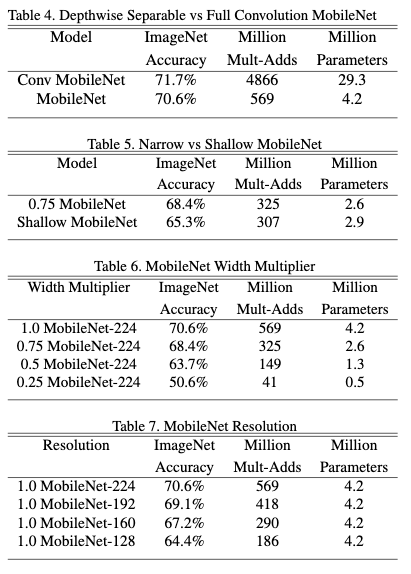 Table 4. Depthwise Separable vs Full Convolution MobileNet
Model ImageNet Million Million
Accuracy Mult-Adds Parameters
Conv MobileNet 71.7% 4866 29.3
MobileNet 70.6% 569 4.2
Table 5. Narrow vs Shallow MobileNet
Model ImageNet Million Million
Accuracy Mult-Adds Parameters
0.75 MobileNet 68.4% 325 2.6
Shallow MobileNet 65.3% 307 2.9
Table 6. MobileNet Width Multiplier
Width Multiplier ImageNet Million Million
Accuracy Mult-Adds Parameters
1.0 MobileNet-224 70.6% 569 4.2
0.75 MobileNet-224 68.4% 325 2.6
0.5 MobileNet-224 63.7% 149 1.3
0.25 MobileNet-224 50.6% 41 0.5
Table 7. MobileNet Resolution
Resolution ImageNet Million Million
Accuracy Mult-Adds Parameters
1.0 MobileNet-224 70.6% 569 4.2
1.0 MobileNet-192 69.1% 418 4.2
1.0 MobileNet-160 67.2% 290 4.2
1.0 MobileNet-128 64.4% 186 4.2